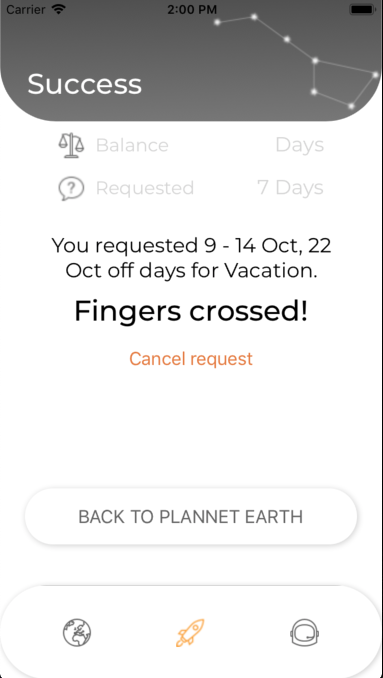 Carrier 2:00 PM
Success
Balance Days
Requested 7 Days
You requested 9 - 14 Oct, 22
Oct off days for Vacation.
Fingers crossed!
Cancel request
BACK TO PLANNET EARTH